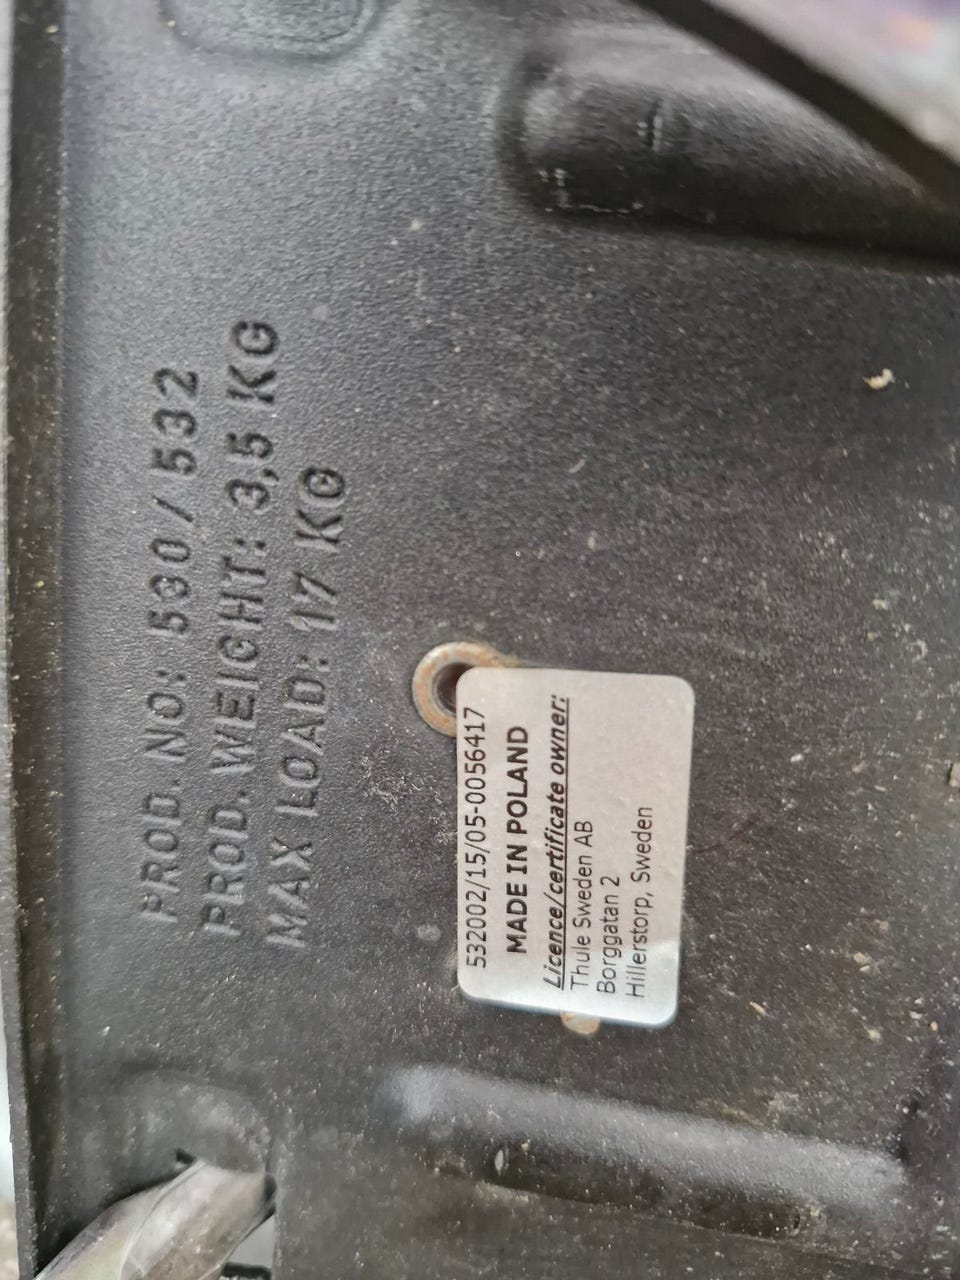 PROD. NO: 530/532
PROD. WEIGHT: 3,5 KG
MAX LOAD: 17 KG
532002/15/05-0056417
MADE IN POLAND
Licence/certificate owner:
Thule Sweden AB
Borggatan 2
Hillerstorp, Sweden